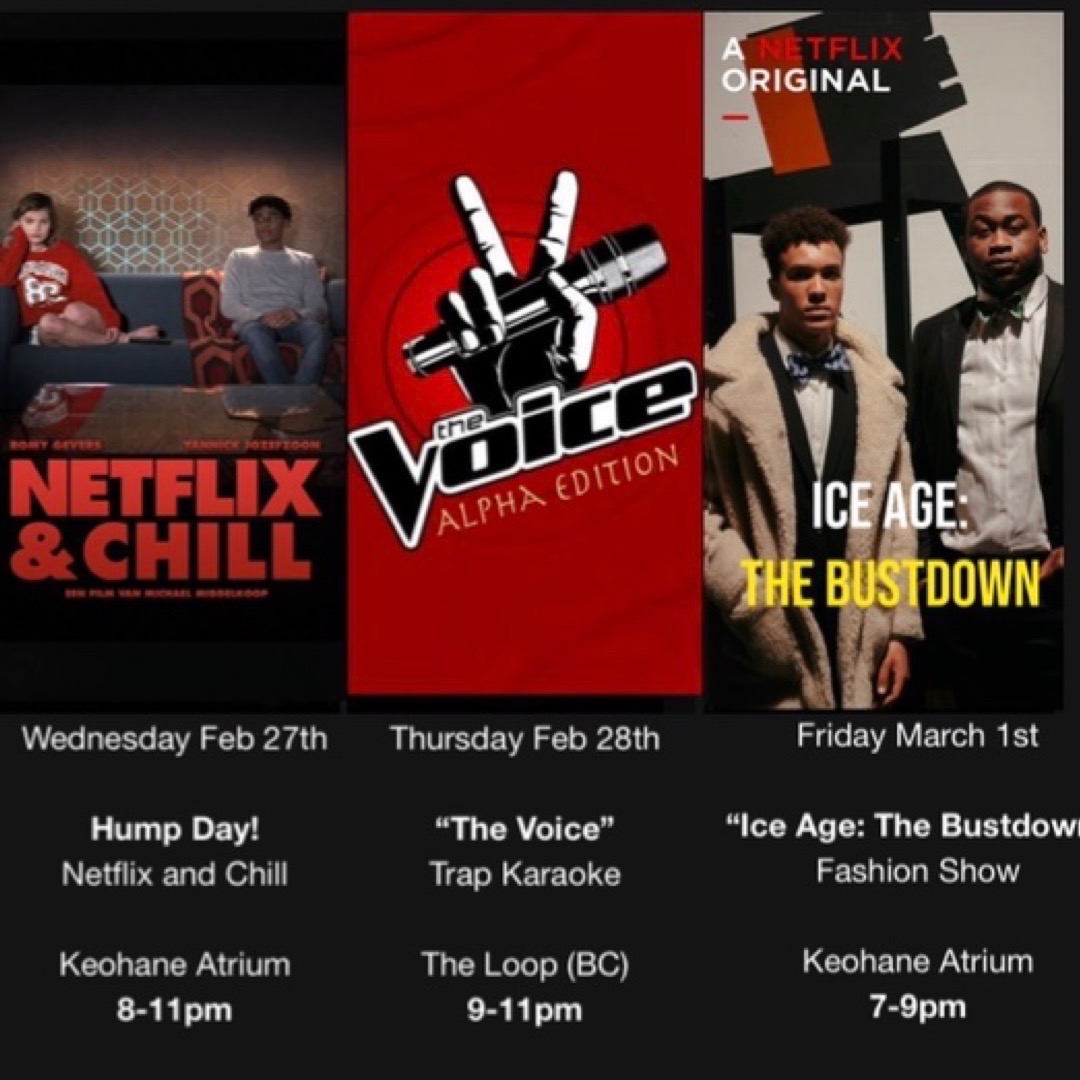 ROMY GEVERS YANNICK JOZEFZOON
NETFLIX
& CHILL
EEN FILM VAN MICHAEL MIDDELKOOP
the
Voice
ALPHA EDITION
A NETFLIX
ORIGINAL
ICE AGE:
THE BUSTDOWN
Wednesday Feb 27th
Hump Day!
Netflix and Chill
Keohane Atrium
8-11pm
Thursday Feb 28th
“The Voice”
Trap Karaoke
The Loop (BC)
9-11pm
Friday March 1st
“Ice Age: The Bustdown
Fashion Show
Keohane Atrium
7-9pm